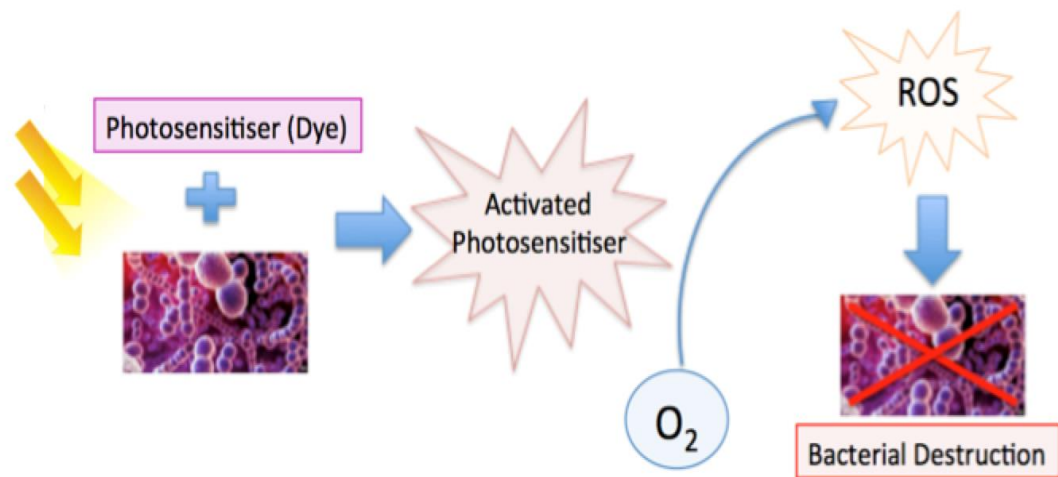 Photosensitiser (Dye)
Activated
Photosensitiser
O₂
ROS
Bacterial Destruction